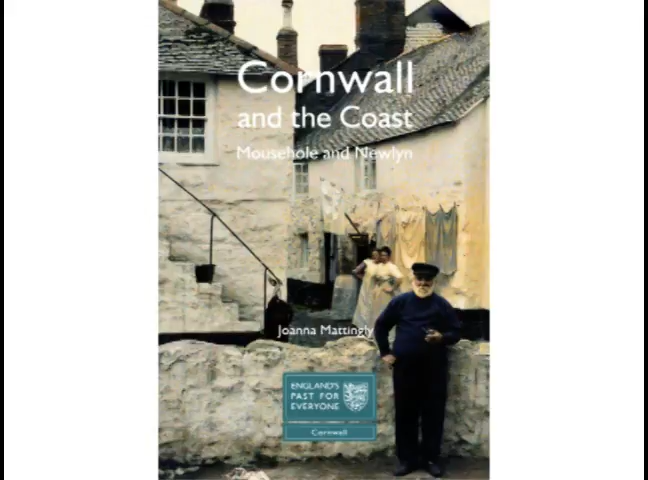 Cornwall
and the Coast
Mousehole and Newlyn
Joanna Mattingly
ENGLAND'S
PAST FOR
EVERYONE
Cornwall